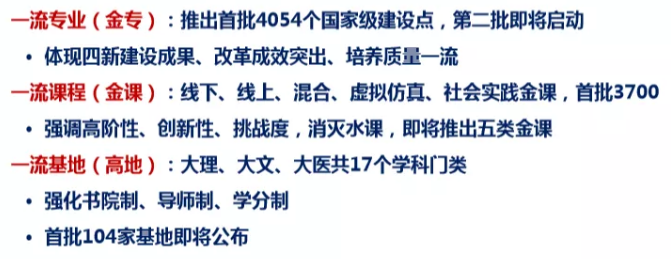 一流专业（金专）：推出首批4054个国家级建设点，第二批即将启动
• 体现四新建设成果、改革成效突出、培养质量一流
一流课程（金课）：线下、线上、混合、虚拟仿真、社会实践金课，首批3700
• 强调高阶性、创新性、挑战度，消灭水课，即将推出五类金课
一流基地（高地）：大理、大文、大医共17个学科门类
• 强化书院制、导师制、学分制
• 首批104家基地即将公布